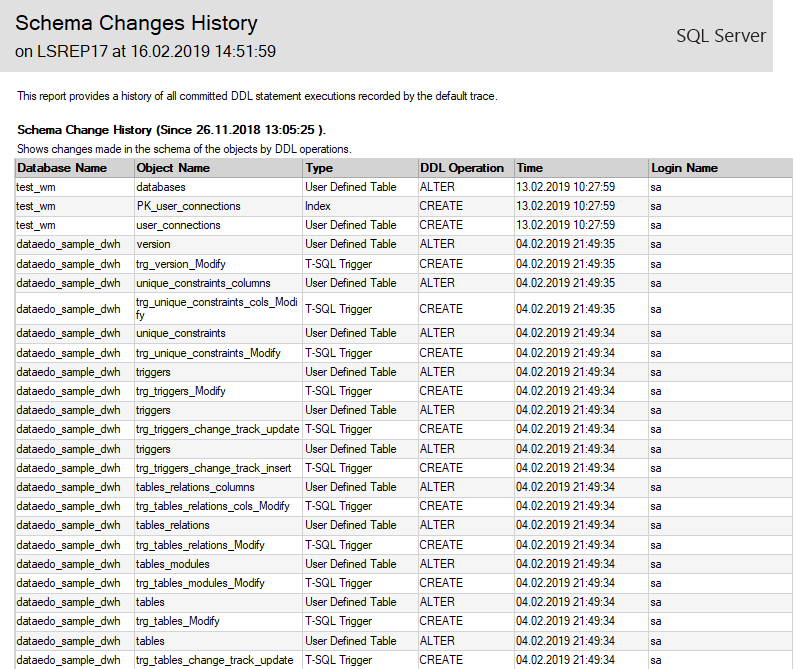 Schema Changes History
on LSREP17 at 16.02.2019 14:51:59
SQL Server
This report provides a history of all committed DDL statement executions recorded by the default trace.
Schema Change History (Since 26.11.2018 13:05:25 ).
Shows changes made in the schema of the objects by DDL operations.
Database Name Object Name Type DDL Operation Time Login Name
test_wm databases User Defined Table ALTER 13.02.2019 10:27:59 sa
test_wm PK_user_connections Index CREATE 13.02.2019 10:27:59 sa
test_wm user_connections User Defined Table CREATE 13.02.2019 10:27:59 sa
dataedo_sample_dwh version User Defined Table ALTER 04.02.2019 21:49:35 sa
dataedo_sample_dwh trg_version_Modify T-SQL Trigger CREATE 04.02.2019 21:49:35 sa
dataedo_sample_dwh unique_constraints_columns User Defined Table ALTER 04.02.2019 21:49:35 sa
dataedo_sample_dwh trg_unique_constraints_cols_Modi T-SQL Trigger CREATE 04.02.2019 21:49:35 sa
fy
dataedo_sample_dwh unique_constraints User Defined Table ALTER 04.02.2019 21:49:34 sa
dataedo_sample_dwh trg_unique_constraints_Modify T-SQL Trigger CREATE 04.02.2019 21:49:34 sa
dataedo_sample_dwh triggers User Defined Table ALTER 04.02.2019 21:49:34 sa
dataedo_sample_dwh trg_triggers_Modify T-SQL Trigger CREATE 04.02.2019 21:49:34 sa
dataedo_sample_dwh triggers User Defined Table ALTER 04.02.2019 21:49:34 sa
dataedo_sample_dwh trg_triggers_change_track_update T-SQL Trigger CREATE 04.02.2019 21:49:34 sa
dataedo_sample_dwh triggers User Defined Table ALTER 04.02.2019 21:49:34 sa
dataedo_sample_dwh trg_triggers_change_track_insert T-SQL Trigger CREATE 04.02.2019 21:49:34 sa
dataedo_sample_dwh tables_relations_columns User Defined Table ALTER 04.02.2019 21:49:34 sa
dataedo_sample_dwh trg_tables_relations_cols_Modify T-SQL Trigger CREATE 04.02.2019 21:49:34 sa
dataedo_sample_dwh tables_relations User Defined Table ALTER 04.02.2019 21:49:34 sa
dataedo_sample_dwh trg_tables_relations_Modify T-SQL Trigger CREATE 04.02.2019 21:49:34 sa
dataedo_sample_dwh tables_modules User Defined Table ALTER 04.02.2019 21:49:34 sa
dataedo_sample_dwh trg_tables_modules_Modify T-SQL Trigger CREATE 04.02.2019 21:49:34 sa
dataedo_sample_dwh tables User Defined Table ALTER 04.02.2019 21:49:34 sa
dataedo_sample_dwh trg_tables_Modify T-SQL Trigger CREATE 04.02.2019 21:49:34 sa
dataedo_sample_dwh tables User Defined Table ALTER 04.02.2019 21:49:34 sa
dataedo_sample_dwh trg_tables_change_track_update T-SQL Trigger CREATE 04.02.2019 21:49:34 sa